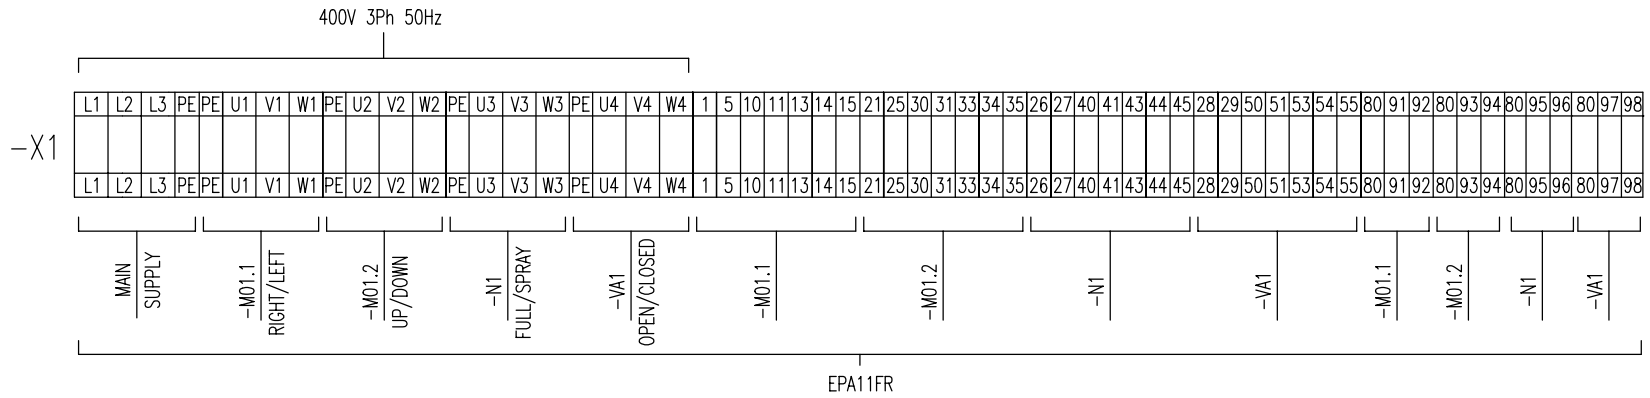 400V 3Ph 50Hz
L1 L2 L3 PE PE U1 V1 W1 PE U2 V2 W2 PE U3 V3 W3 PE U4 V4 W4 1 5 10 11 13 14 15 21 25 30 31 33 34 35 26 27 40 41 43 44 45 28 29 50 51 53 54 55 80 91 92 80 93 94 80 95 96 80 97 98
-X1
L1 L2 L3 PE PE U1 V1 W1 PE U2 V2 W2 PE U3 V3 W3 PE U4 V4 W4 1 5 10 11 13 14 15 21 25 30 31 33 34 35 26 27 40 41 43 44 45 28 29 50 51 53 54 55 80 91 92 80 93 94 80 95 96 80 97 98
MAIN
SUPPLY
-M01.1
RIGHT/LEFT
-M01.2
UP/DOWN
-N1
FULL/SPRAY
-VA1
OPEN/CLOSED
-M01.1
-M01.2
-N1
-VA1
-M01.1
-M01.2
-N1
-VA1
EPA11FR